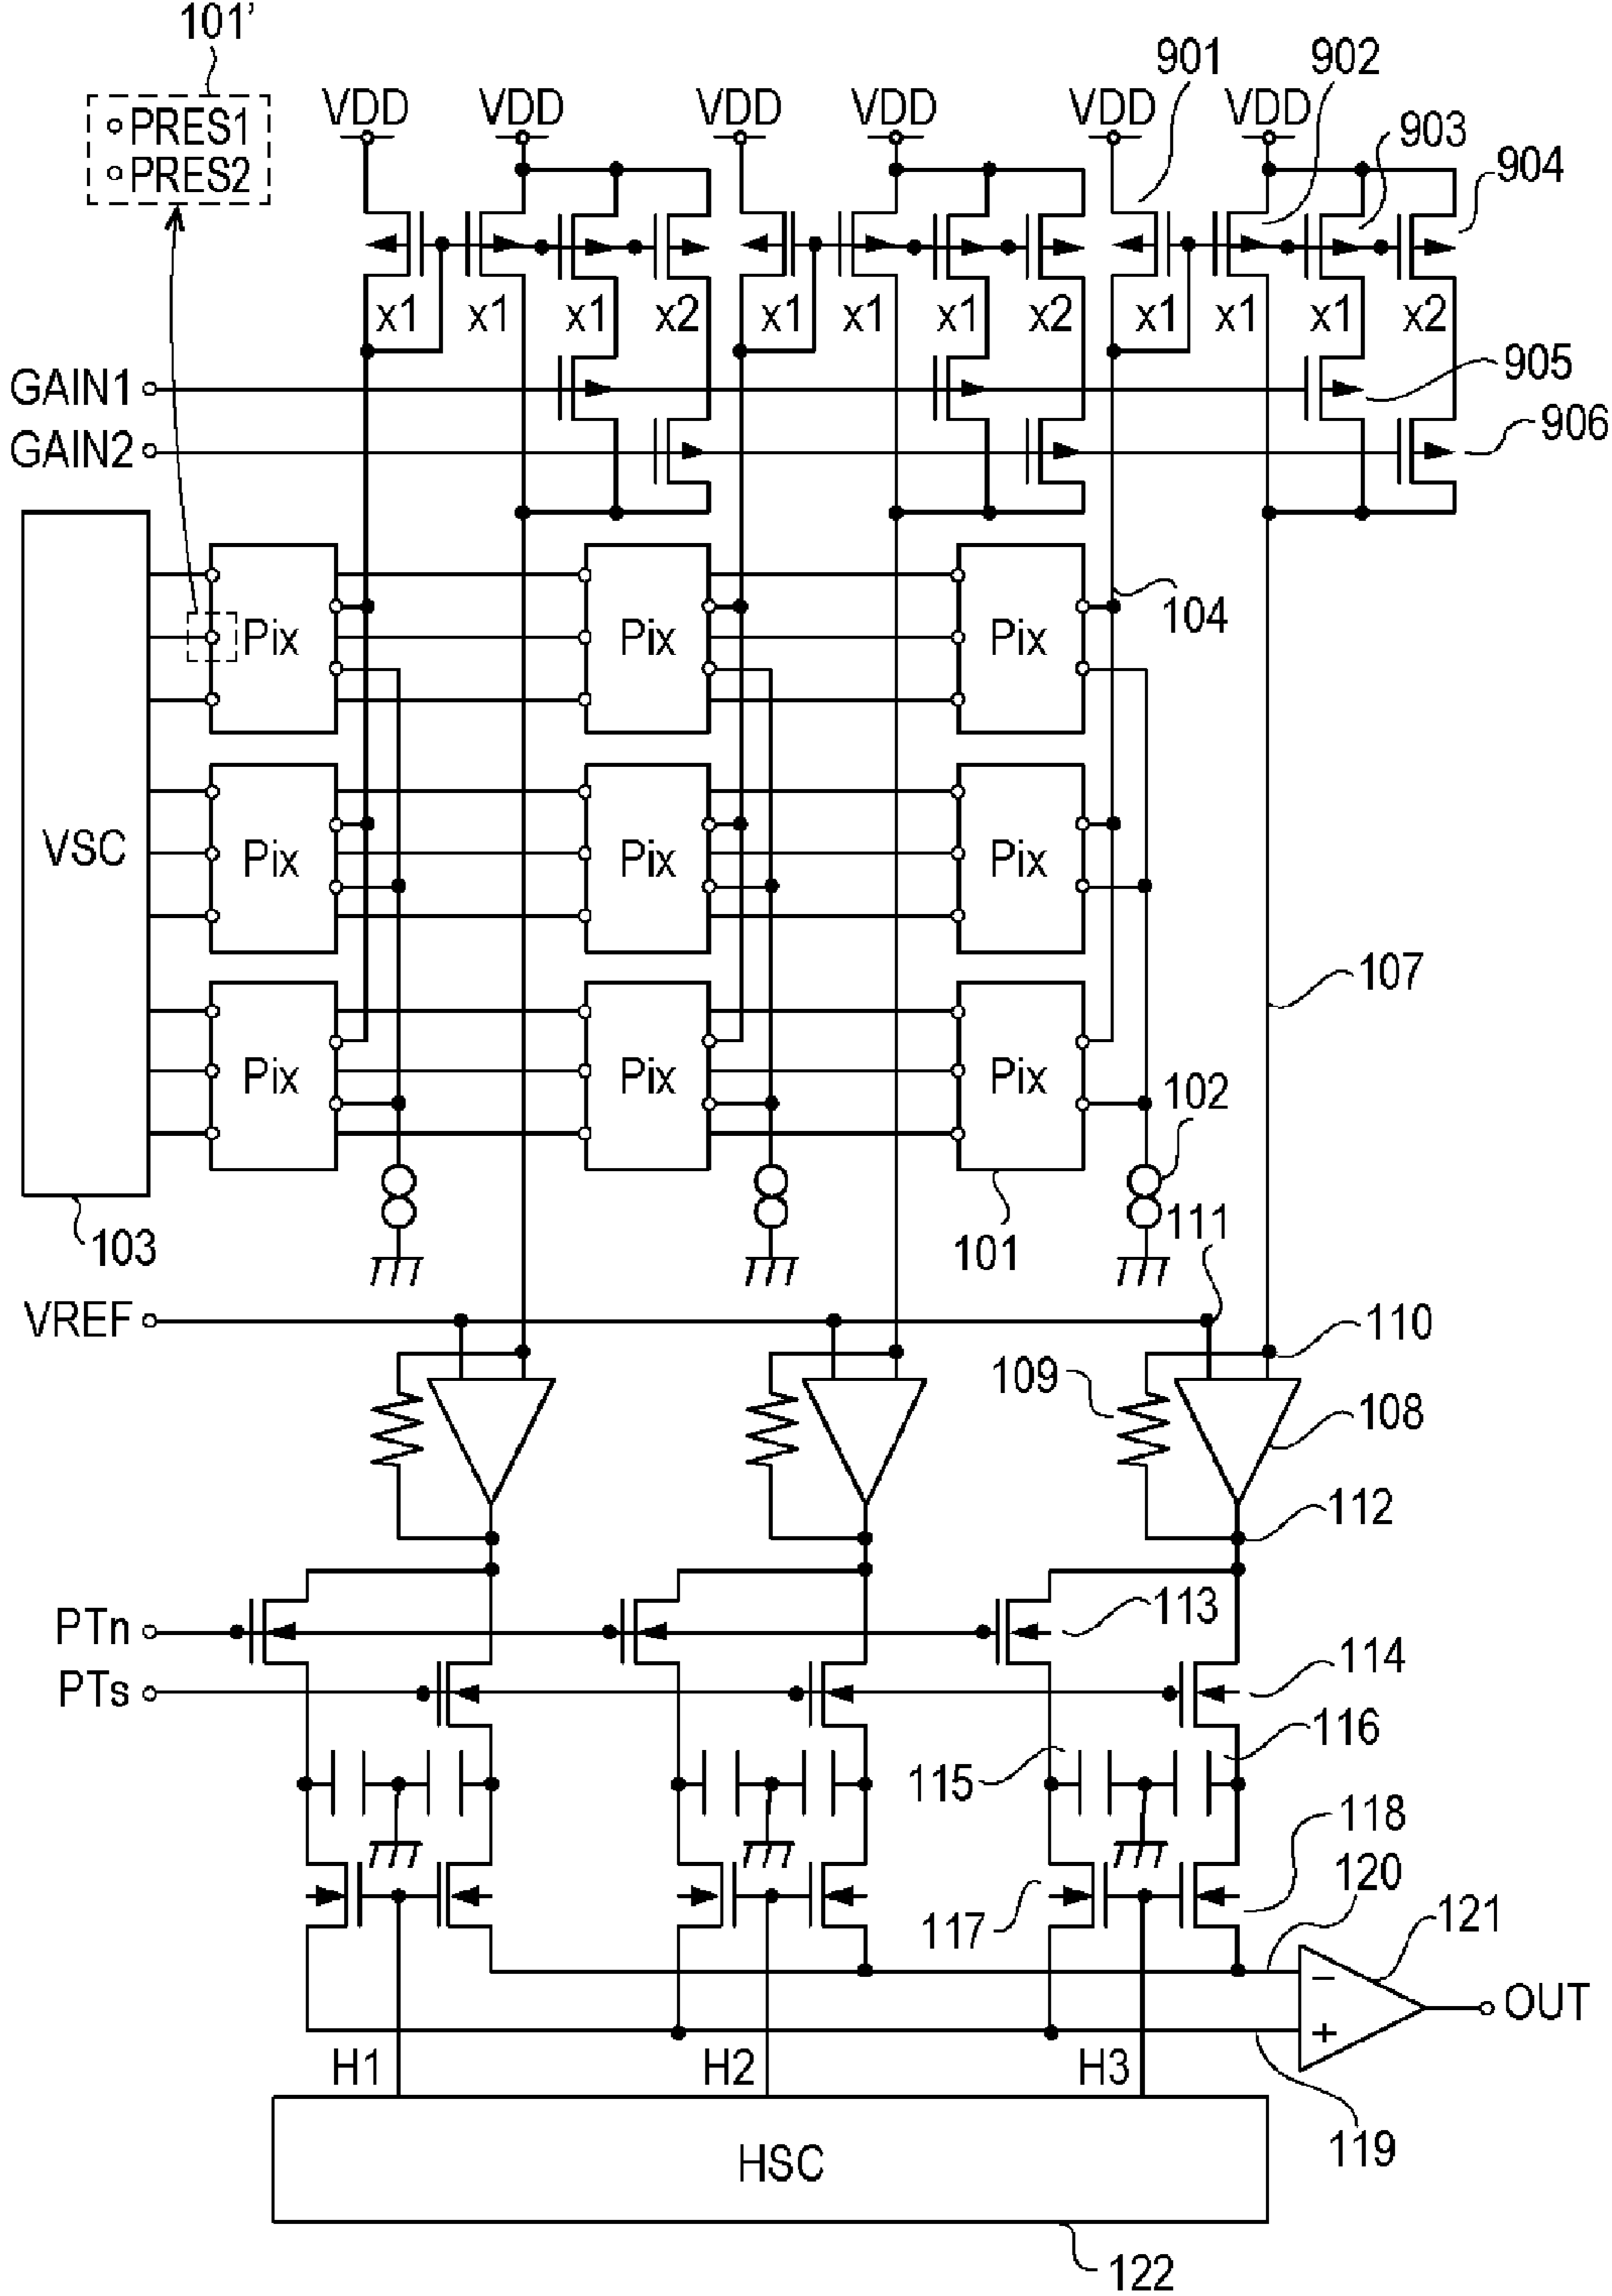 101'
PRES1
PRES2
VDD VDD VDD VDD VDD VDD
901
902
903
904
x1 x1 x1 x2 x1 x1 x1 x2 x1 x1 x1 x2
GAIN1
905
GAIN2
906
104
Pix Pix Pix
VSC
Pix Pix Pix
107
Pix Pix Pix
102
103
101
111
VREF
110
109
108
112
PTn
113
PTs
114
116
115
118
120
117
121
−
OUT
+
H1 H2 H3
119
HSC
122